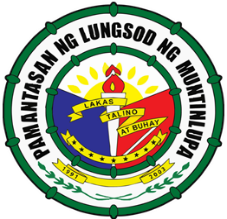 PAMANTASAN NG LUNGSOD NG MUNTINLUPA
LAKAS
TALINO
AT BUHAY
1991
2003